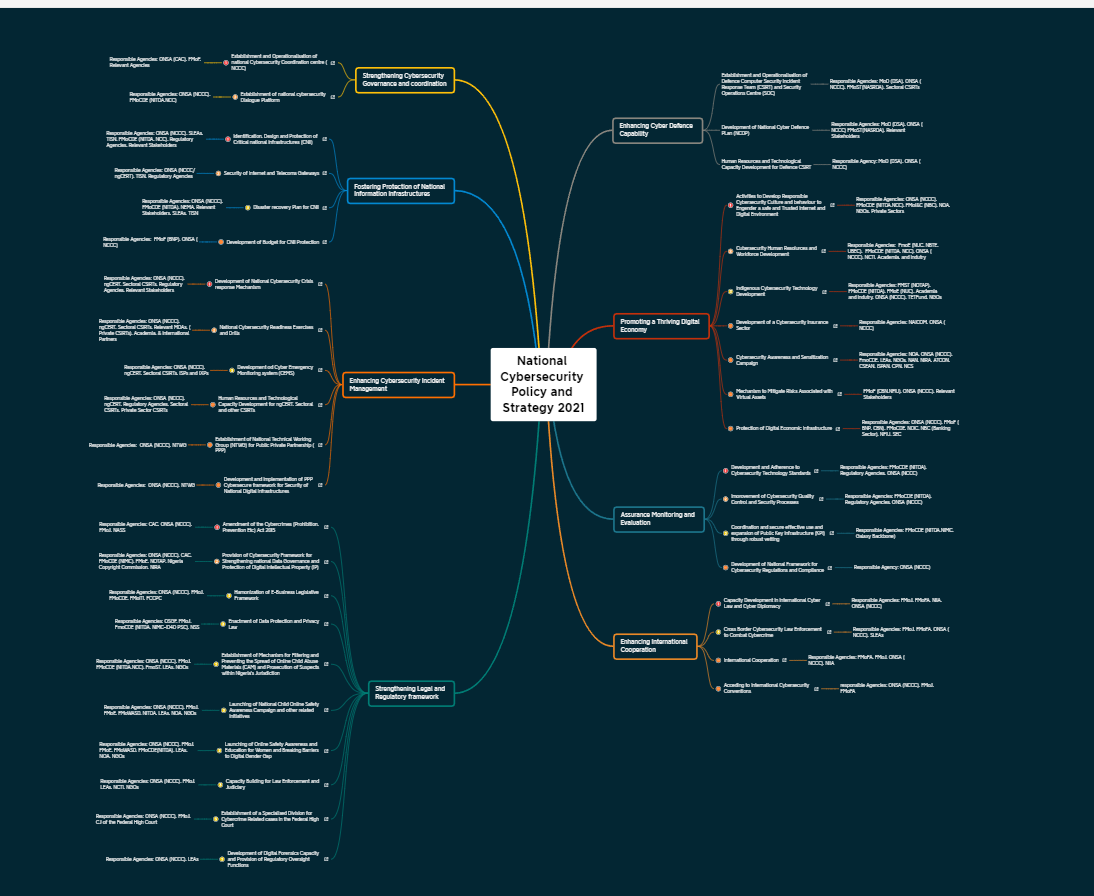 National
Cybersecurity
Policy and
Strategy 2021
Strengthening Cybersecurity
Governance and coordination
Establishment and Operationalisation of
national Cybersecurity Coordination centre (
NCCC)
Responsible Agencies: ONSA (CAC). FMoF.
Relevant Agencies
Establishment of national cybersecurity
Dialogue Platform
Responsible Agencies: ONSA (NCCC).
FMoCDE (NITDA.NCC)
Fostering Protection of National
Information Infrastructures
Identification. Design and Protection of
Critical national Infrastructures (CNII)
Responsible Agencies: ONSA (NCCC). SLEAs.
TISN. FMoCDE (NITDA. NCC). Regulatory
Agencies. Relevant Stakeholders
Security of Internet and Telecoms Gateways
Responsible Agencies: ONSA (NCCC/
ngCERT). TISN. Regulatory Agencies
Disaster recovery Plan for CNII
Responsible Agencies: ONSA (NCCC).
FMoCDE (NITDA). NEMA. Relevant
Stakeholders. SLEAs. TISN
Development of Budget for CNII Protection
Responsible Agencies: FMoF (BNP). ONSA (
NCCC)
Enhancing Cybersecurity Incident
Management
Development of National Cybersecurity Crisis
response Mechanism
Responsible Agencies: ONSA (NCCC).
ngCERT. Sectoral CSIRTs. Regulatory
Agencies. Relevant Stakeholders
National Cybersecurity Readiness Exercises
and Drills
Responsible Agencies: ONSA (NCCC).
ngCERT. Sectoral CSIRTs. Relevant MDAs. (
Private CSIRTs). Academia. & International
Partners
Development od Cyber Emergency
Monitoring system (CEMS)
Responsible Agencies: ONSA (NCCC).
ngCERT. Sectoral CSIRTs. ISPs and IXPs
Human Resources and Technological
Capacity Development for ngCERT. Sectoral
and other CSIRTs
Responsible Agencies: ONSA (NCCC).
ngCERT. Regulatory Agencies. Sectoral
CSIRTs. Private Sector CSIRTs
Establishment of National Technical Working
Group (NTWG) for Public Private Partnership (
PPP)
Responsible Agencies: ONSA (NCCC). NTWG
Development and Implementation of PPP
Cybersecure framework for Security of
National Digital Infrastructures
Responsible Agencies: ONSA (NCCC). NTWG
Strengthening Legal and
Regulatory framework
Amendment of the Cybercrimes (Prohibition.
Prevention Etc) Act 2015
Responsible Agencies: CAC. ONSA (NCCC).
FMoJ. NASS
Provision of Cybersecurity Framework for
Strengthening national Data Governance and
Protection of Digital Intellectual Property (IP)
Responsible Agencies: ONSA (NCCC). CAC.
FMoCDE (NIMC). FMoE. NOTAP. Nigeria
Copyright Commission. NIRA
Harmonization of E-Business Legislative
Framework
Responsible Agencies: ONSA (NCCC). FMoJ.
FMoCDE. FMoITI. FCCPC
Enactment of Data Protection and Privacy
Law
Responsible Agencies: OSGF. FMoJ.
FmoCDE (NITDA. NIMC-ID4D PSC). NSS
Establishment of Mechanism for Filtering and
Preventing the Spread of Online Child Abuse
Materials (CAM) and Prosecution of Suspects
within Nigeria's Jurisdiction
Responsible Agencies: ONSA (NCCC). FMoJ.
FMoCDE (NITDA.NCC). FmoST. LEAs. NGOs
Launching of National Child Online Safety
Awareness Campaign and other related
Initiatives
Responsible Agencies: ONSA (NCCC). FMoJ.
FMoE. FMoWASD. NITDA. LEAs. NOA. NGOs
Launching of Online Safety Awareness and
Education for Women and Breaking Barriers
to Digital Gender Gap
Responsible Agencies: ONSA (NCCC). FMoJ.
FMoE. FMoWASD. FMoCDE(NITDA). LEAs.
NOA. NGOs
Capacity Building for Law Enforcement and
Judiciary
Responsible Agencies: ONSA (NCCC). FMoJ.
LEAs. NCTI. NGOs
Establishment of a Specialised Division for
Cybercrime Related cases in the Federal High
Court
Responsible Agencies: ONSA (NCCC). FMoJ.
CJ of the Federal High Court
Development of Digital Forensics Capacity
and Provision of Regulatory Oversight
Functions
Responsible Agencies: ONSA (NCCC). LEAs
Enhancing Cyber Defence
Capability
Establishment and Operationalisation of
Defence Computer Security Incident
Response Team (CSIRT) and Security
Operations Centre (SOC)
Responsible Agencies: MoD (DSA). ONSA (
NCCC). FMoST(NASRDA). Sectoral CSIRTs
Development of National Cyber Defence
Plan (NCDP)
Responsible Agencies: MoD (DSA). ONSA (
NCCC) FMoST(NASRDA). Relevant
Stakeholders
Human Resources and Technological
Capacity Development for Defence CSIRT
Responsible Agency: MoD (DSA). ONSA (
NCCC)
Promoting a Thriving Digital
Economy
Activities to Develop Responsible
Cybersecurity Culture and behaviour to
Engender a safe and Trusted Internet and
Digital Environment
Responsible Agencies: ONSA (NCCC).
FMoCDE (NITDA.NCC). FMoI&C (NBC). NOA.
NGOs. Private Sectors
Cybersecurity Human Resources and
Workforce Development
Responsible Agencies: FmoE (NUC. NBTE.
UBEC). FMoCDE (NITDA. NCC). ONSA (
NCCC). NCTI. Academia. and Indutry
Indigenous Cybersecurity Technology
Development
Responsible Agencies: FMST (NOTAP).
FMoCDE (NITDA). FMoE (NUC). Academia
and Indutry. ONSA (NCCC). TETFund. NGOs
Development of a Cybersecurity Insurance
Sector
Responsible Agencies: NAICOM. ONSA (
NCCC)
Cybersecurity Awareness and Sensitization
Campaign
Responsible Agencies: NOA. ONSA (NCCC).
FmoCDE. LEAs. NGOs. NAN. NIRA. ATCON.
CSEAN. ISPAN. CPN. NCS
Mechanism to Mitigate Risks Associated with
Virtual Assets
Responsible Agencies: FMoF (CBN.NFIU). ONSA (NCCC). Relevant
Stakeholders
Protection of Digital Economic Infrastructure
Responsible Agencies: ONSA (NCCC). FMoF (
BNP. CBN). FMoCDE. NDIC. NBC (Banking
Sector). NFIU. SEC
Assurance Monitoring and
Evaluation
Development and Adherence to
Cybersecurity Technology Standards
Responsible Agencies: FMoCDE (NITDA).
Regulatory Agencies. ONSA (NCCC)
Improvement of Cybersecurity Quality
Control and Security Processes
Responsible Agencies: FMoCDE (NITDA).
Regulatory Agencies. ONSA (NCCC)
Coordination and secure effective use and
expansion of Public Key Infrastructure (KPI)
through robust vetting
Responsible Agencies: FMoCDE (NITDA.NIMC.
Galaxy Backbone)
Development of National Framework for
Cybersecurity Regulations and Compliance
Responsible Agency: ONSA (NCCC)
Enhancing International
Cooperation
Capacity Development in International Cyber
Law and Cyber Diplomacy
Responsible Agencies: FMoJ. FMoFA. NIA.
ONSA (NCCC)
Cross Border Cybersecurity Law Enforcement
to Combat Cybercrime
Responsible Agencies: FMoJ. FMoFA. ONSA (
NCCC). SLEAs
International Cooperation
Responsible Agencies: FMoFA. FMoJ. ONSA (
NCCC). NIA
Acceding to International Cybersecurity
Conventions
responsible Agencies: ONSA (NCCC). FMoJ.
FMoFA